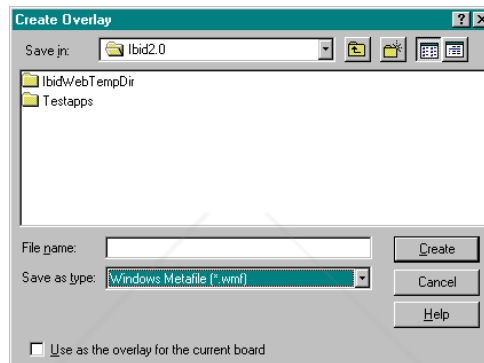 Create Overlay
Save in: Ibid2.0
IbidWebTempDir
Testapps
File name: Create
Save as type: Windows Metafile (*.wmf) Cancel
Help
Use as the overlay for the current board